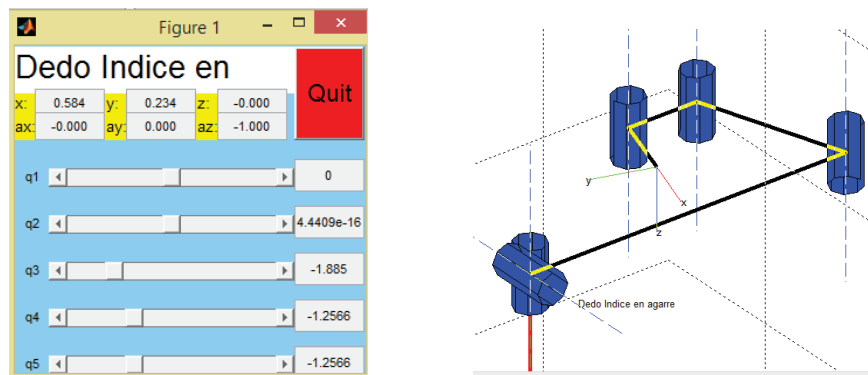 Figure 1
Dedo Indice en
Quit
x: 0.584 y: 0.234 z: -0.000
ax: -0.000 ay: 0.000 az: -1.000
q1 0
q2 4.4409e-16
q3 -1.885
q4 -1.2566
q5 -1.2566
y
x
z
Dedo Indice en agarre